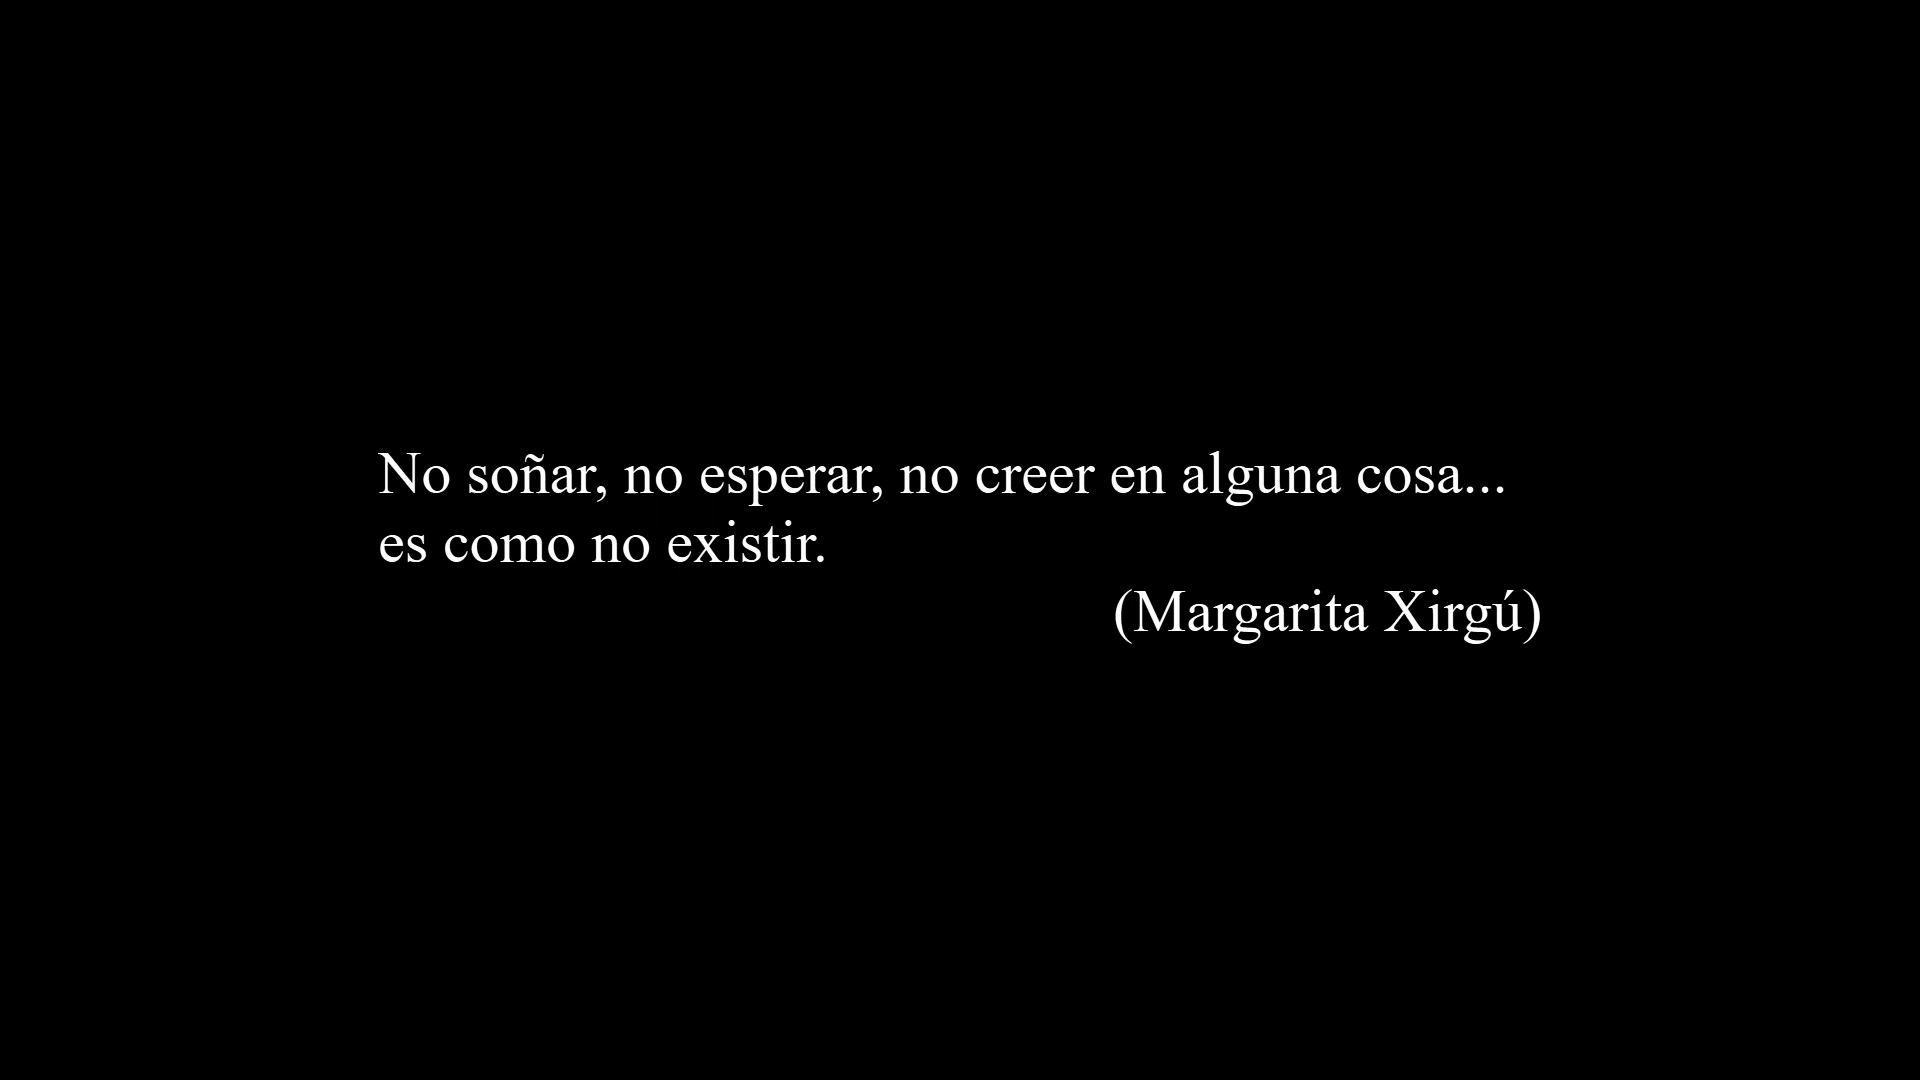 No soñar, no esperar, no creer en alguna cosa...
es como no existir.
(Margarita Xirgú)